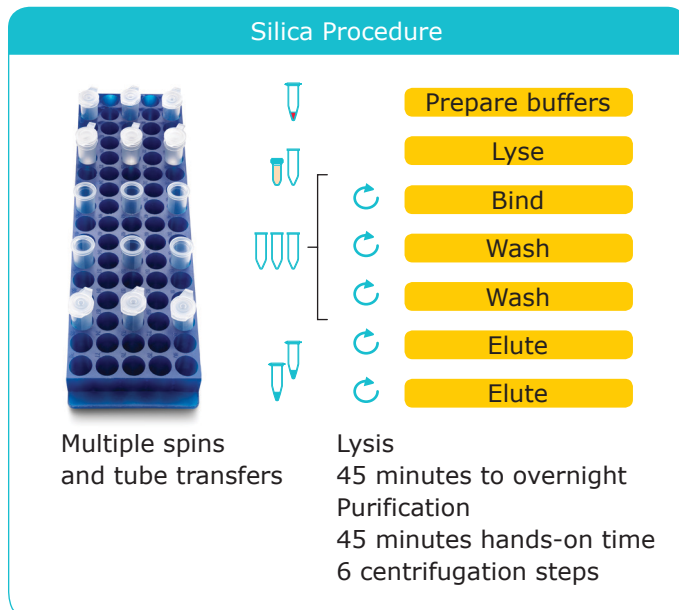 Silica Procedure
Prepare buffers
Lyse
Bind
Wash
Wash
Elute
Elute
Multiple spins
and tube transfers
Lysis
45 minutes to overnight
Purification
45 minutes hands-on time
6 centrifugation steps